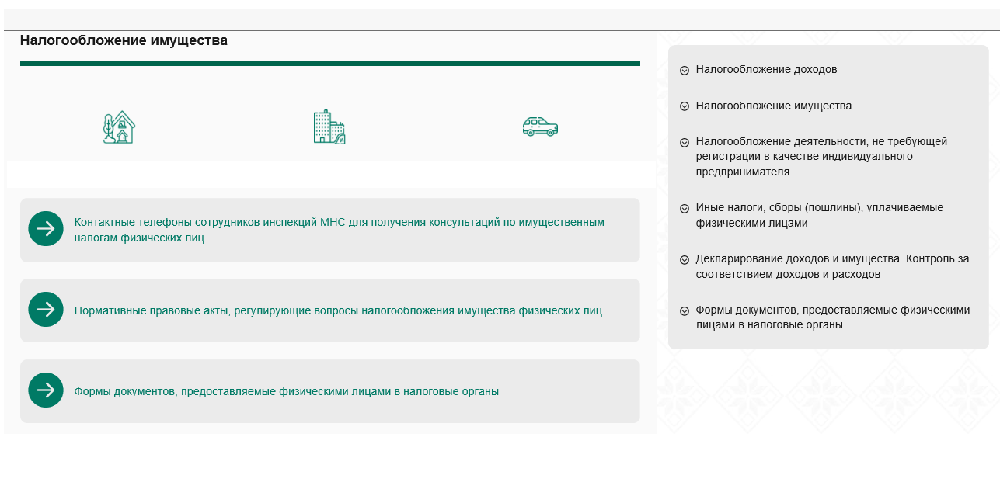 Налогообложение имущества
Контактные телефоны сотрудников инспекций МНС для получения консультаций по имущественным
налогам физических лиц
Нормативные правовые акты, регулирующие вопросы налогообложения имущества физических лиц
Формы документов, предоставляемые физическими лицами в налоговые органы
Налогообложение доходов
Налогообложение имущества
Налогообложение деятельности, не требующей
регистрации в качестве индивидуального
предпринимателя
Иные налоги, сборы (пошлины), уплачиваемые
физическими лицами
Декларирование доходов и имущества. Контроль за
соответствием доходов и расходов
Формы документов, предоставляемые физическими
лицами в налоговые органы